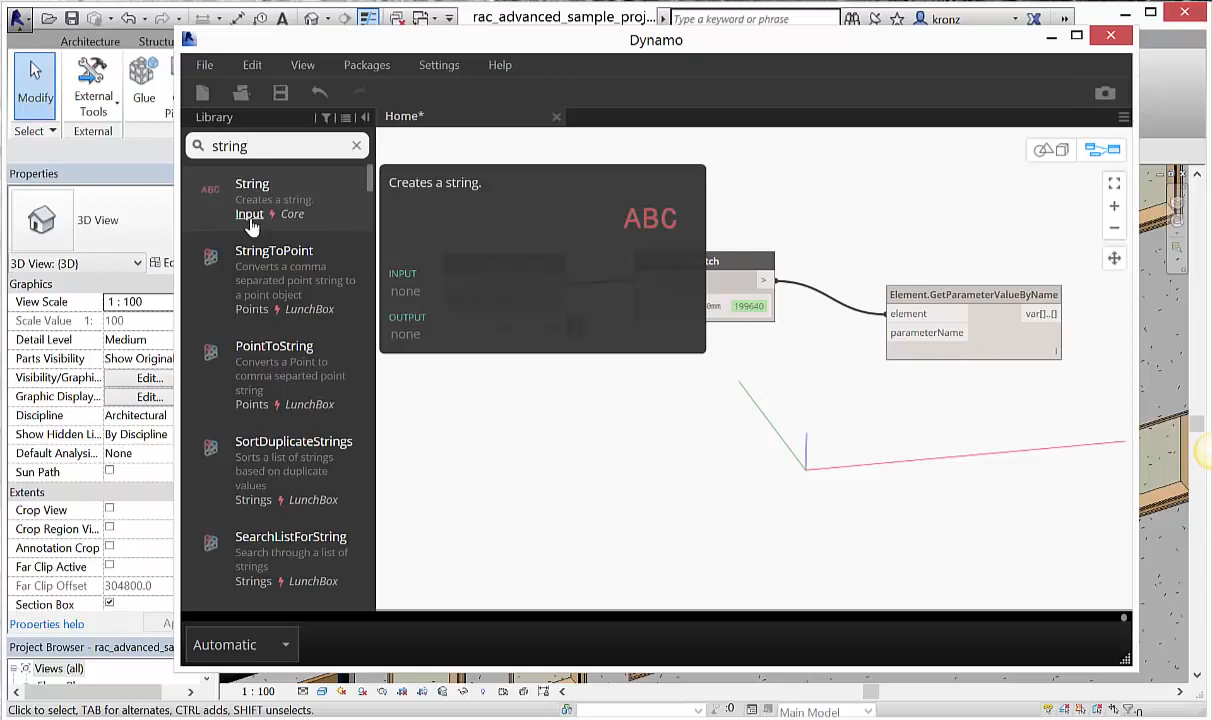 rac_advanced_sample_proj...
Type a keyword or phrase
kronz
Architecture
Structu
Modify
External
Tools
Glue
Select
External
Properties
3D View
3D View: {3D}
Graphics
View Scale
1 : 100
Scale Value 1:
100
Detail Level
Medium
Parts Visibility
Show Original
Visibility/Graphi...
Edit...
Graphic Display...
Edit...
Discipline
Architectural
Show Hidden Li...
By Discipline
Default Analysi...
None
Sun Path
Extents
Crop View
Crop Region Vi...
Annotation Crop
Far Clip Active
Far Clip Offset
304800.0
Section Box
Properties help
Project Browser - rac_advanced_sa...
Views (all)
Dynamo
File
Edit
View
Packages
Settings
Help
Library
Home*
string
ABC
String
Creates a string.
Input
Core
StringToPoint
Converts a comma
separated point string to
a point object
Points
LunchBox
PointToString
Converts a Point to
comma separted point
string
Points
LunchBox
SortDuplicateStrings
Sorts a list of strings
based on duplicate
values
Strings
LunchBox
SearchListForString
Search through a list of
strings
Strings
LunchBox
Creates a string.
ABC
INPUT
none
OUTPUT
none
tch
>
0mm
199640
Element.GetParameterValueByName
element
var[]..[]
parameterName
Automatic
1 : 100
Click to select, TAB for alternates, CTRL adds, SHIFT unselects.
:0
Main Model